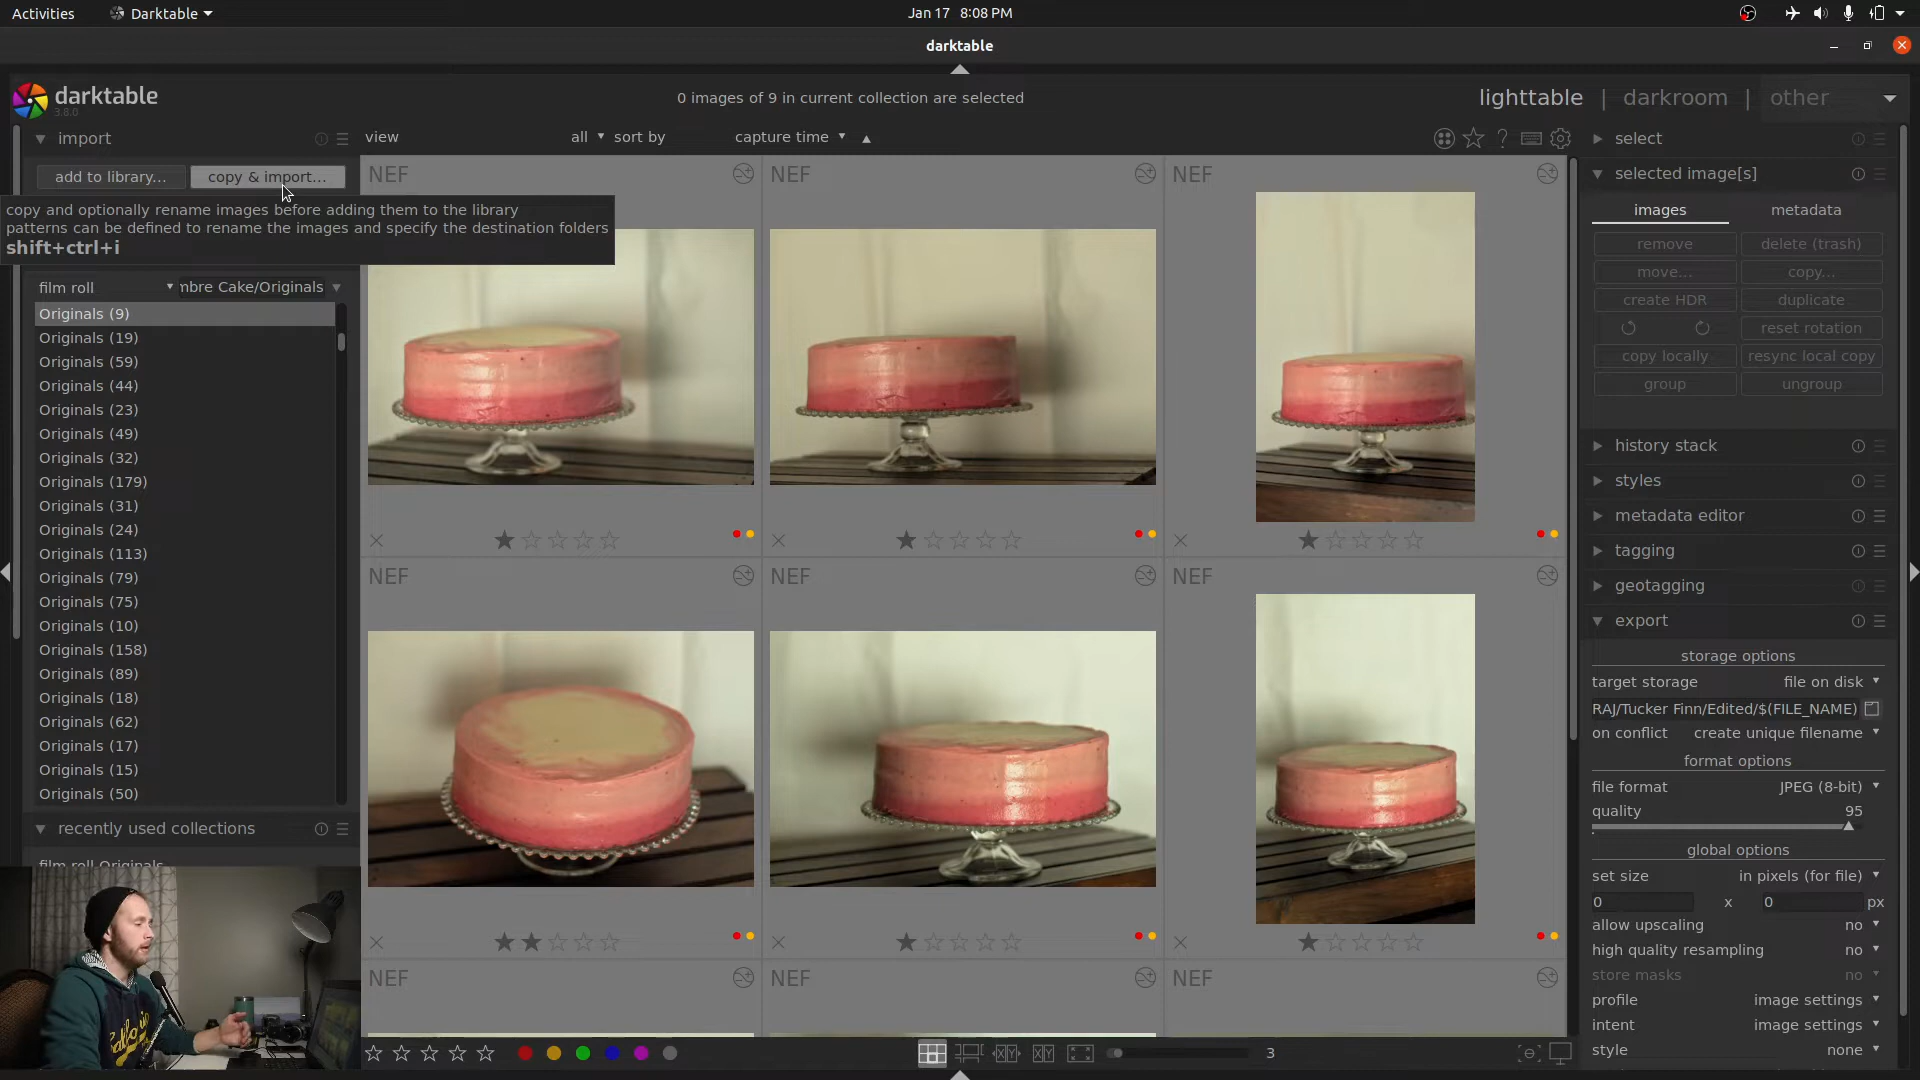 Activities
Darktable
Jan 17 8:08 PM
darktable
darktable
3.8.0
0 images of 9 in current collection are selected
lighttable | darkroom | other
import
view
all
sort by
capture time
add to library...
copy & import...
copy and optionally rename images before adding them to the library
patterns can be defined to rename the images and specify the destination folders
shift+ctrl+i
film roll
mbre Cake/Originals
Originals (9)
Originals (19)
Originals (59)
Originals (44)
Originals (23)
Originals (49)
Originals (32)
Originals (179)
Originals (31)
Originals (24)
Originals (113)
Originals (79)
Originals (75)
Originals (10)
Originals (158)
Originals (89)
Originals (18)
Originals (62)
Originals (17)
Originals (15)
Originals (50)
recently used collections
film roll Originals
NEF
NEF
NEF
NEF
NEF
NEF
NEF
NEF
NEF
3
select
selected image[s]
images
metadata
remove
delete (trash)
move...
copy...
create HDR
duplicate
reset rotation
copy locally
resync local copy
group
ungroup
history stack
styles
metadata editor
tagging
geotagging
export
storage options
target storage
file on disk
RAJ/Tucker Finn/Edited/$(FILE_NAME)
on conflict
create unique filename
format options
file format
JPEG (8-bit)
quality
95
global options
set size
in pixels (for file)
0 x 0 px
allow upscaling
no
high quality resampling
no
store masks
no
profile
image settings
intent
image settings
style
none